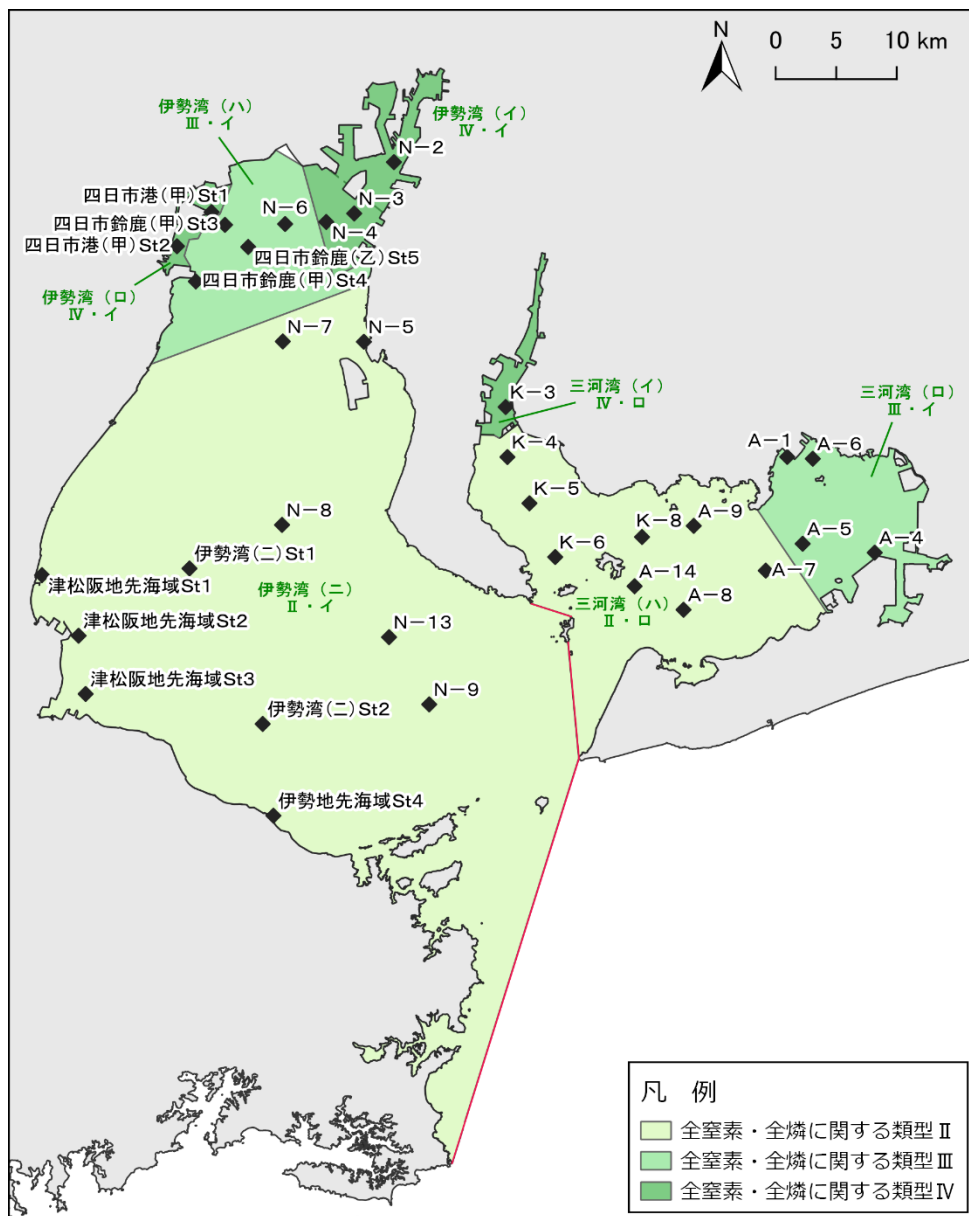 N
0 5 10 km
伊勢湾（ハ）
Ⅲ・イ
伊勢湾（イ）
Ⅳ・イ
N－2
四日市港（甲）St1
N－3
四日市鈴鹿（甲）St3
N－6
N－4
四日市港（甲）St2
四日市鈴鹿（乙）St5
四日市鈴鹿（甲）St4
伊勢湾（ロ）
Ⅳ・イ
N－7
N－5
三河湾（イ）
Ⅳ・ロ
K－3
三河湾（ロ）
Ⅲ・イ
K－4
A－1
A－6
K－5
N－8
K－8
A－9
A－5
A－4
K－6
伊勢湾（二）St1
A－7
津松阪地先海域St1
伊勢湾（ニ）
Ⅱ・イ
A－14
A－8
三河湾（ハ）
Ⅱ・ロ
津松阪地先海域St2
N－13
津松阪地先海域St3
N－9
伊勢湾（二）St2
伊勢地先海域St4
凡 例
全窒素・全燐に関する類型Ⅱ
全窒素・全燐に関する類型Ⅲ
全窒素・全燐に関する類型Ⅳ